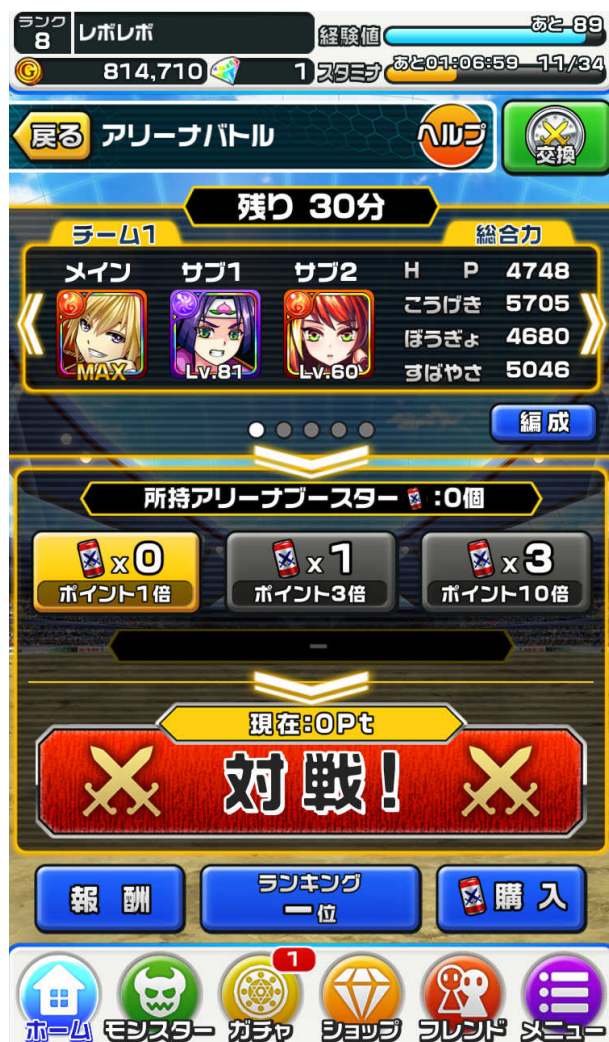 ランク
8
レボレボ
経験値
あと 89
814,710
1
スタミナ
あと01:06:59 11/34
戻る
アリーナバトル
ヘルプ
交換
残り 30分
チーム1
総合力
メイン サブ1 サブ2
MAX
Lv.81
Lv.60
HP 4748
こうげき 5705
ぼうぎょ 4680
すばやさ 5046
編成
所持アリーナブースター :0個
x0
ポイント1倍
x1
ポイント3倍
x3
ポイント10倍
ー
現在:0Pt
対戦!
報酬
ランキング
ー位
購入
1
ホーム
モンスター
ガチャ
ショップ
フレンド
メニュー